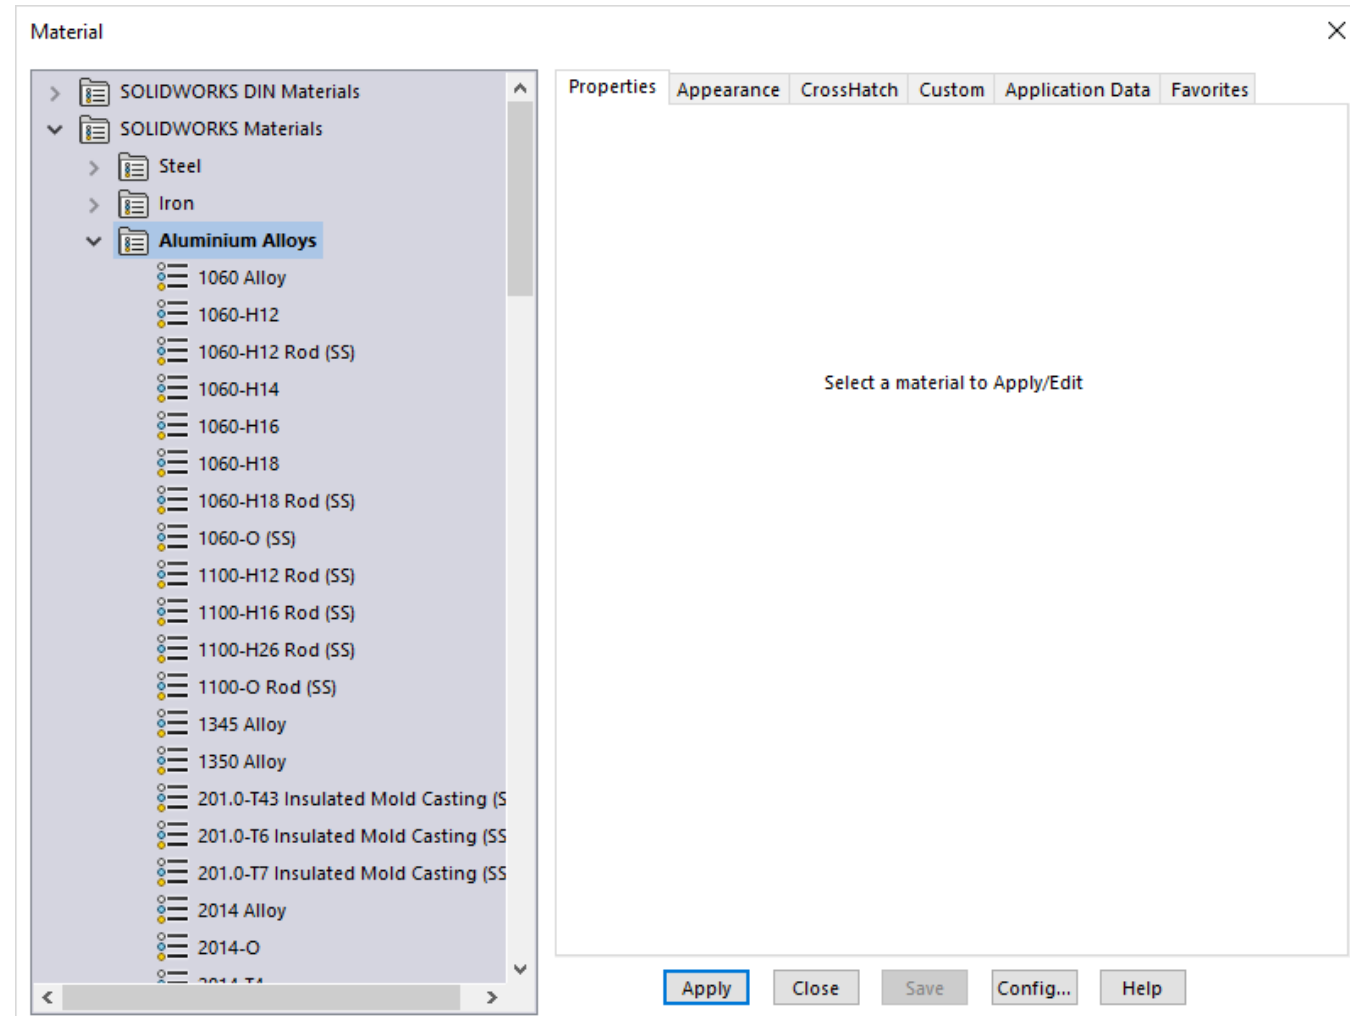 Material
SOLIDWORKS DIN Materials
SOLIDWORKS Materials
Steel
Iron
Aluminium Alloys
1060 Alloy
1060-H12
1060-H12 Rod (SS)
1060-H14
1060-H16
1060-H18
1060-H18 Rod (SS)
1060-O (SS)
1100-H12 Rod (SS)
1100-H16 Rod (SS)
1100-H26 Rod (SS)
1100-O Rod (SS)
1345 Alloy
1350 Alloy
201.0-T43 Insulated Mold Casting (S
201.0-T6 Insulated Mold Casting (SS
201.0-T7 Insulated Mold Casting (SS
2014 Alloy
2014-O
2014-T4
Properties Appearance CrossHatch Custom Application Data Favorites
Select a material to Apply/Edit
Apply Close Save Config... Help